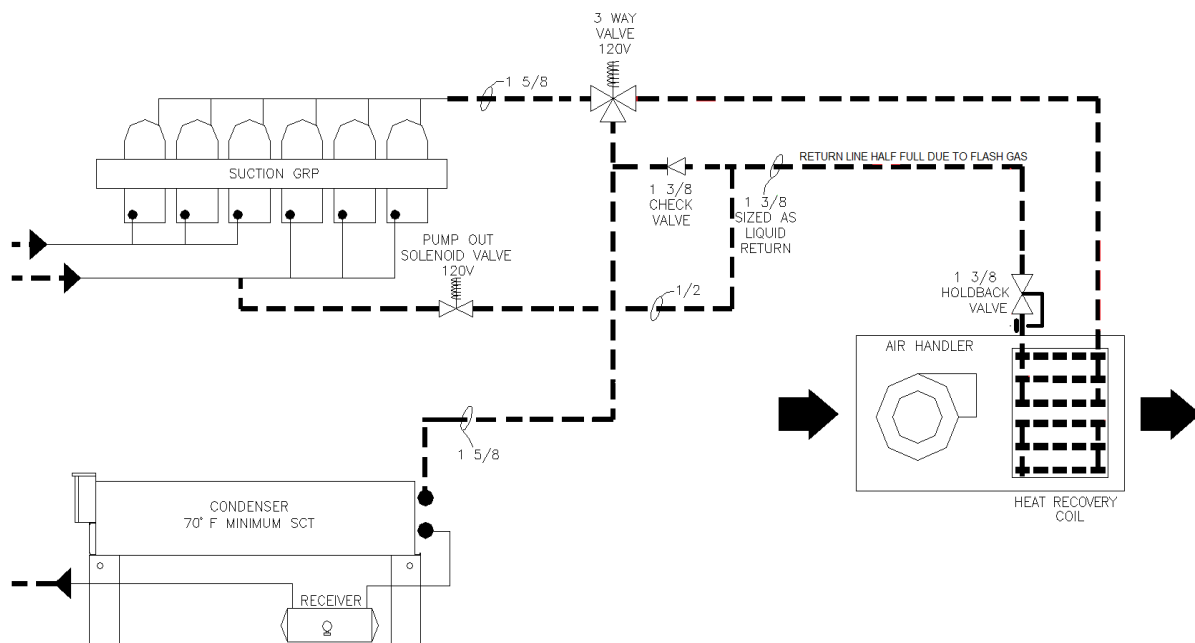 3 WAY
VALVE
120V
1 5/8
RETURN LINE HALF FULL DUE TO FLASH GAS
SUCTION GRP
1 3/8
CHECK
VALVE
1 3/8
SIZED AS
LIQUID
RETURN
PUMP OUT
SOLENOID VALVE
120V
1/2
1 3/8
HOLDBACK
VALVE
AIR HANDLER
1 5/8
CONDENSER
70° F MINIMUM SCT
HEAT RECOVERY
COIL
RECEIVER